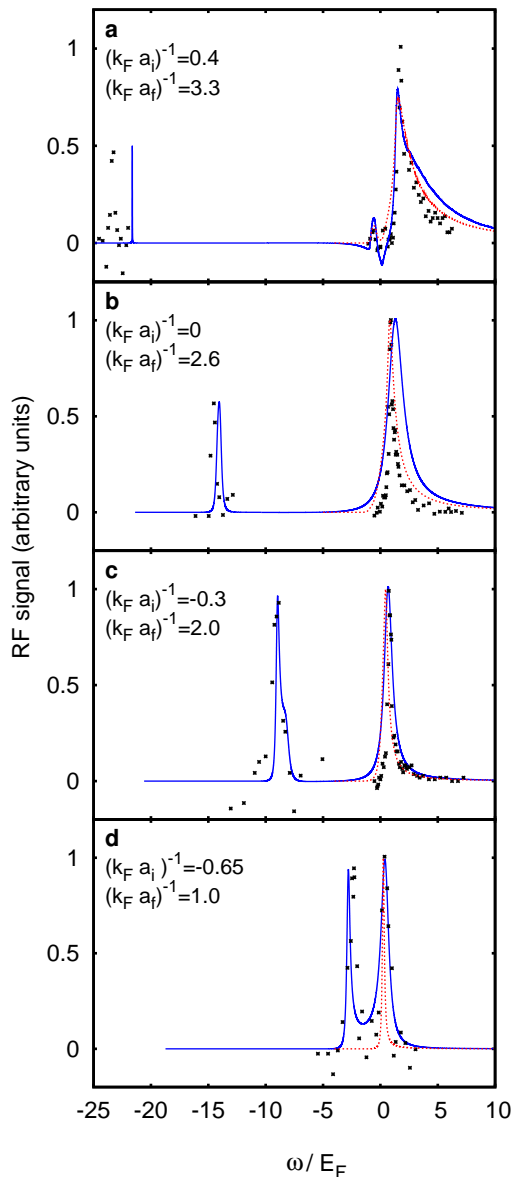 a
(k_F a_i)^-1=0.4
(k_F a_f)^-1=3.3
1
0.5
0
b
(k_F a_i)^-1=0
(k_F a_f)^-1=2.6
1
0.5
0
RF signal (arbitrary units)
c
(k_F a_i)^-1=-0.3
(k_F a_f)^-1=2.0
1
0.5
0
d
(k_F a_i )^-1=-0.65
(k_F a_f)^-1=1.0
1
0.5
0
-25 -20 -15 -10 -5 0 5 10
ω/ E_F